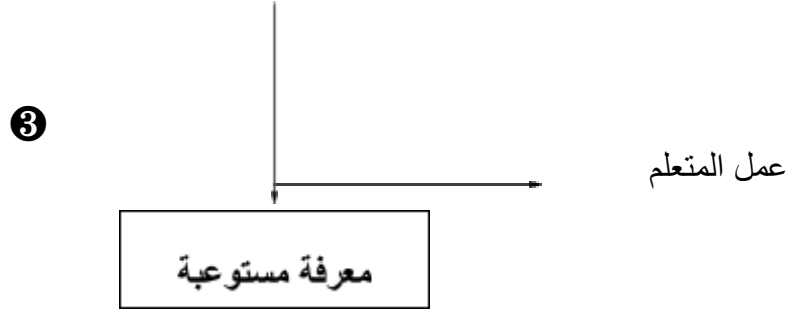 ❸
عمل المتعلم
معرفة مستوعبة